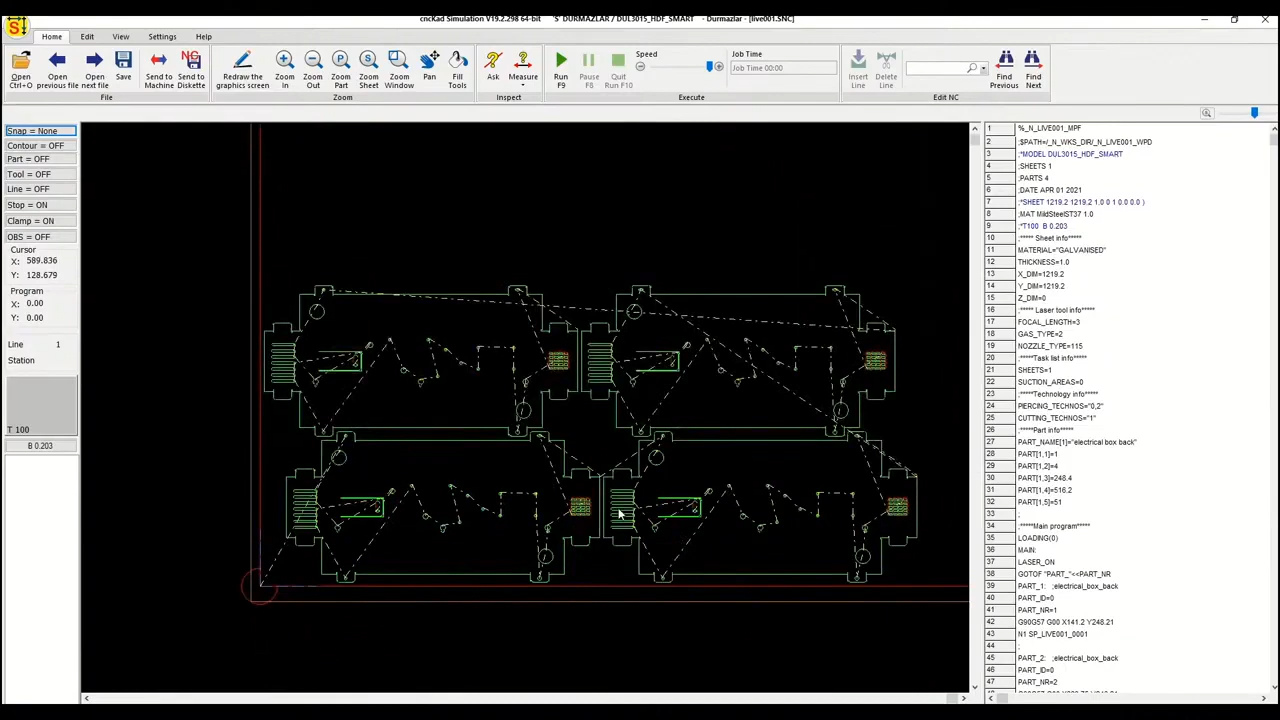 cncKad Simulation V19.2.298 64-bit 'S' DURMAZLAR / DUL3015_HDF_SMART - Durmazlar - [live001.SNC]
S
Home Edit View Settings Help
Open Ctrl+O
Open previous file
Open next file
Save
Send to Machine
NG Send to Diskette
Redraw the graphics screen
Zoom In
Zoom Out
P Zoom Part
S Zoom Sheet
Zoom Window
Pan
Fill Tools
Ask
Measure
Run F9
Pause F8
Quit Run F10
Speed
Job Time
Job Time 00:00
Insert Line
Delete Line
Find Previous
Find Next
File Zoom Inspect Execute Edit NC
Snap = None
Contour = OFF
Part = OFF
Tool = OFF
Line = OFF
Stop = ON
Clamp = ON
OBS = OFF
Cursor
X: 589.836
Y: 128.679
Program
X: 0.00
Y: 0.00
Line 1
Station
T 100
B 0.203
1 %_N_LIVE001_MPF
2 ;$PATH=/_N_WKS_DIR/_N_LIVE001_WPD
3 ;*MODEL DUL3015_HDF_SMART
4 ;SHEETS 1
5 ;PARTS 4
6 ;DATE APR 01 2021
7 ;*SHEET 1219.2 1219.2 1.0 0 1 0.0 0.0 )
8 ;MAT MildSteelST37 1.0
9 ;*T100 B 0.203
10 ;***** Sheet info**
11 MATERIAL="GALVANISED"
12 THICKNESS=1.0
13 X_DIM=1219.2
14 Y_DIM=1219.2
15 Z_DIM=0
16 ;***** Laser tool info**
17 FOCAL_LENGTH=3
18 GAS_TYPE=2
19 NOZZLE_TYPE=115
20 ;*****Task list info**
21 SHEETS=1
22 SUCTION_AREAS=0
23 ;*****Technology info**
24 PIERCING_TECHNOS="0,2"
25 CUTTING_TECHNOS="1"
26 ;*****Part info**
27 PART_NAME[1]="electrical box back"
28 PART[1,1]=1
29 PART[1,2]=4
30 PART[1,3]=248.4
31 PART[1,4]=516.2
32 PART[1,5]=51
33 ;
34 ;*****Main program*****
35 LOADING(0)
36 MAIN:
37 LASER_ON
38 GOTOF "PART_"<<PART_NR
39 PART_1: ;electrical_box_back
40 PART_ID=0
41 PART_NR=1
42 G90G57 G00 X141.2 Y248.21
43 N1 SP_LIVE001_0001
44 ;
45 PART_2: ;electrical_box_back
46 PART_ID=0
47 PART_NR=2